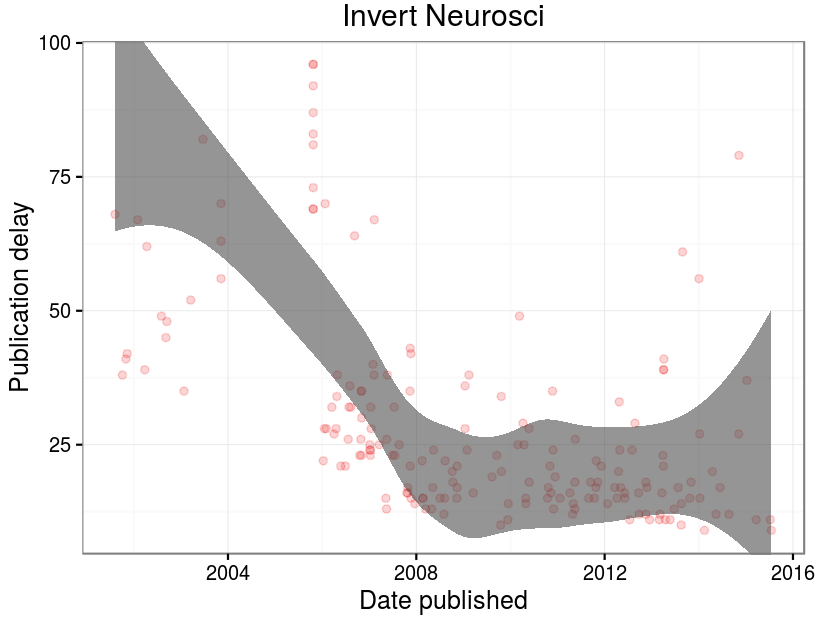 Invert Neurosci
100
75
50
25
Publication delay
2004 2008 2012 2016
Date published